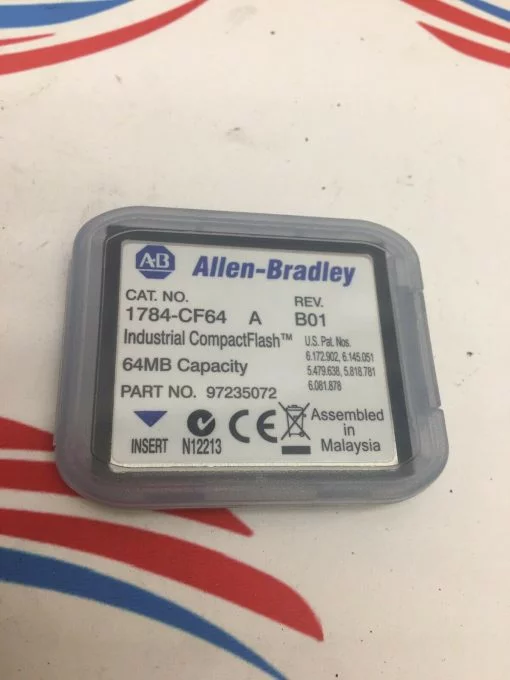 AB Allen-Bradley
CAT. NO. REV.
1784-CF64 A B01
Industrial CompactFlash™ U.S. Pat. Nos.
6.172.902, 6.145.051
64MB Capacity 5.479.638, 5.818.781
6.081.878
PART NO. 97235072
INSERT N12213 CE Assembled
in
Malaysia